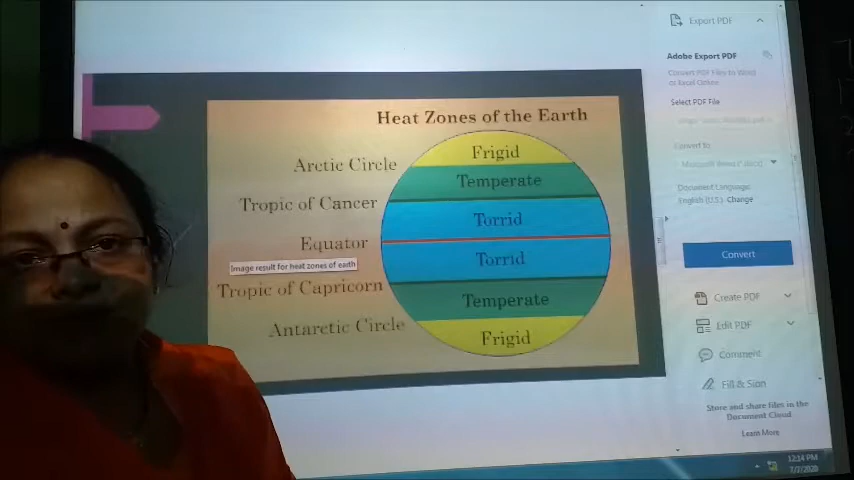 Export PDF
Adobe Export PDF
Convert PDF Files to Word
or Excel Online
Select PDF File
Convert to
Document Language:
English (U.S.) Change
Convert
Create PDF
Edit PDF
Comment
Fill & Sign
Store and share files in the
Document Cloud
Learn More
12:14 PM
7/7/2020
Heat Zones of the Earth
Frigid
Arctic Circle
Temperate
Tropic of Cancer
Torrid
Equator
Torrid
Image result for heat zones of earth
Tropic of Capricorn
Temperate
Antarctic Circle
Frigid